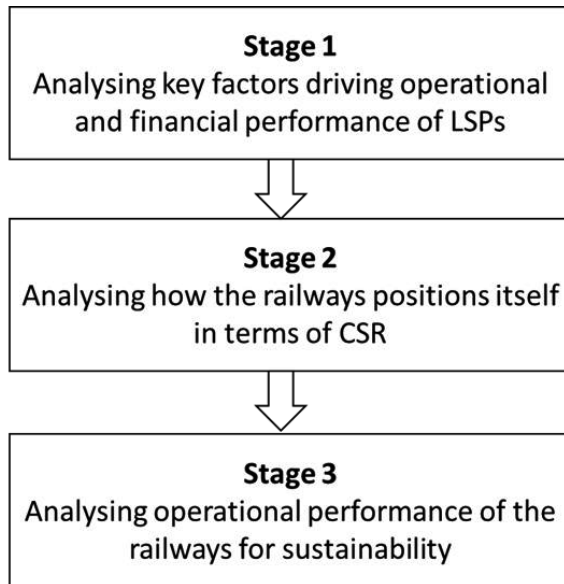 Stage 1
Analysing key factors driving operational
and financial performance of LSPs
Stage 2
Analysing how the railways positions itself
in terms of CSR
Stage 3
Analysing operational performance of the
railways for sustainability